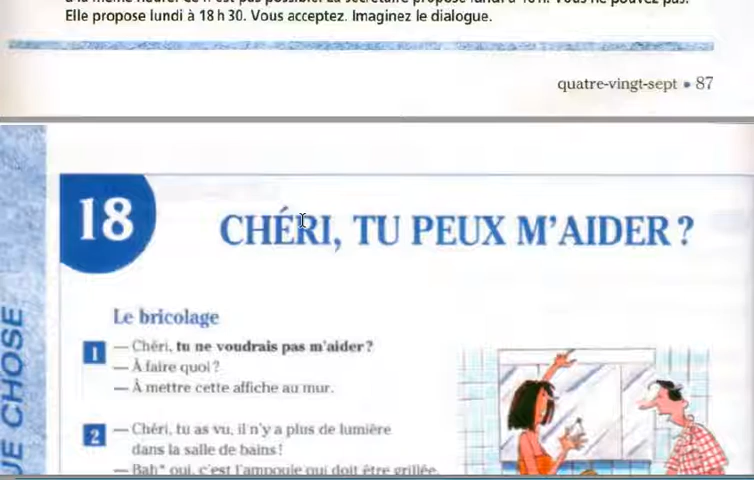 Elle propose lundi à 18 h 30. Vous acceptez. Imaginez le dialogue.
quatre-vingt-sept • 87
18
CHÉRI, TU PEUX M'AIDER ?
Le bricolage
1
— Chéri, tu ne voudrais pas m'aider ?
— À faire quoi ?
— À mettre cette affiche au mur.
2
— Chéri, tu as vu, il n'y a plus de lumière
dans la salle de bains !
— Bah* oui, c'est l'ampoule qui doit être grillée.
CHOSE